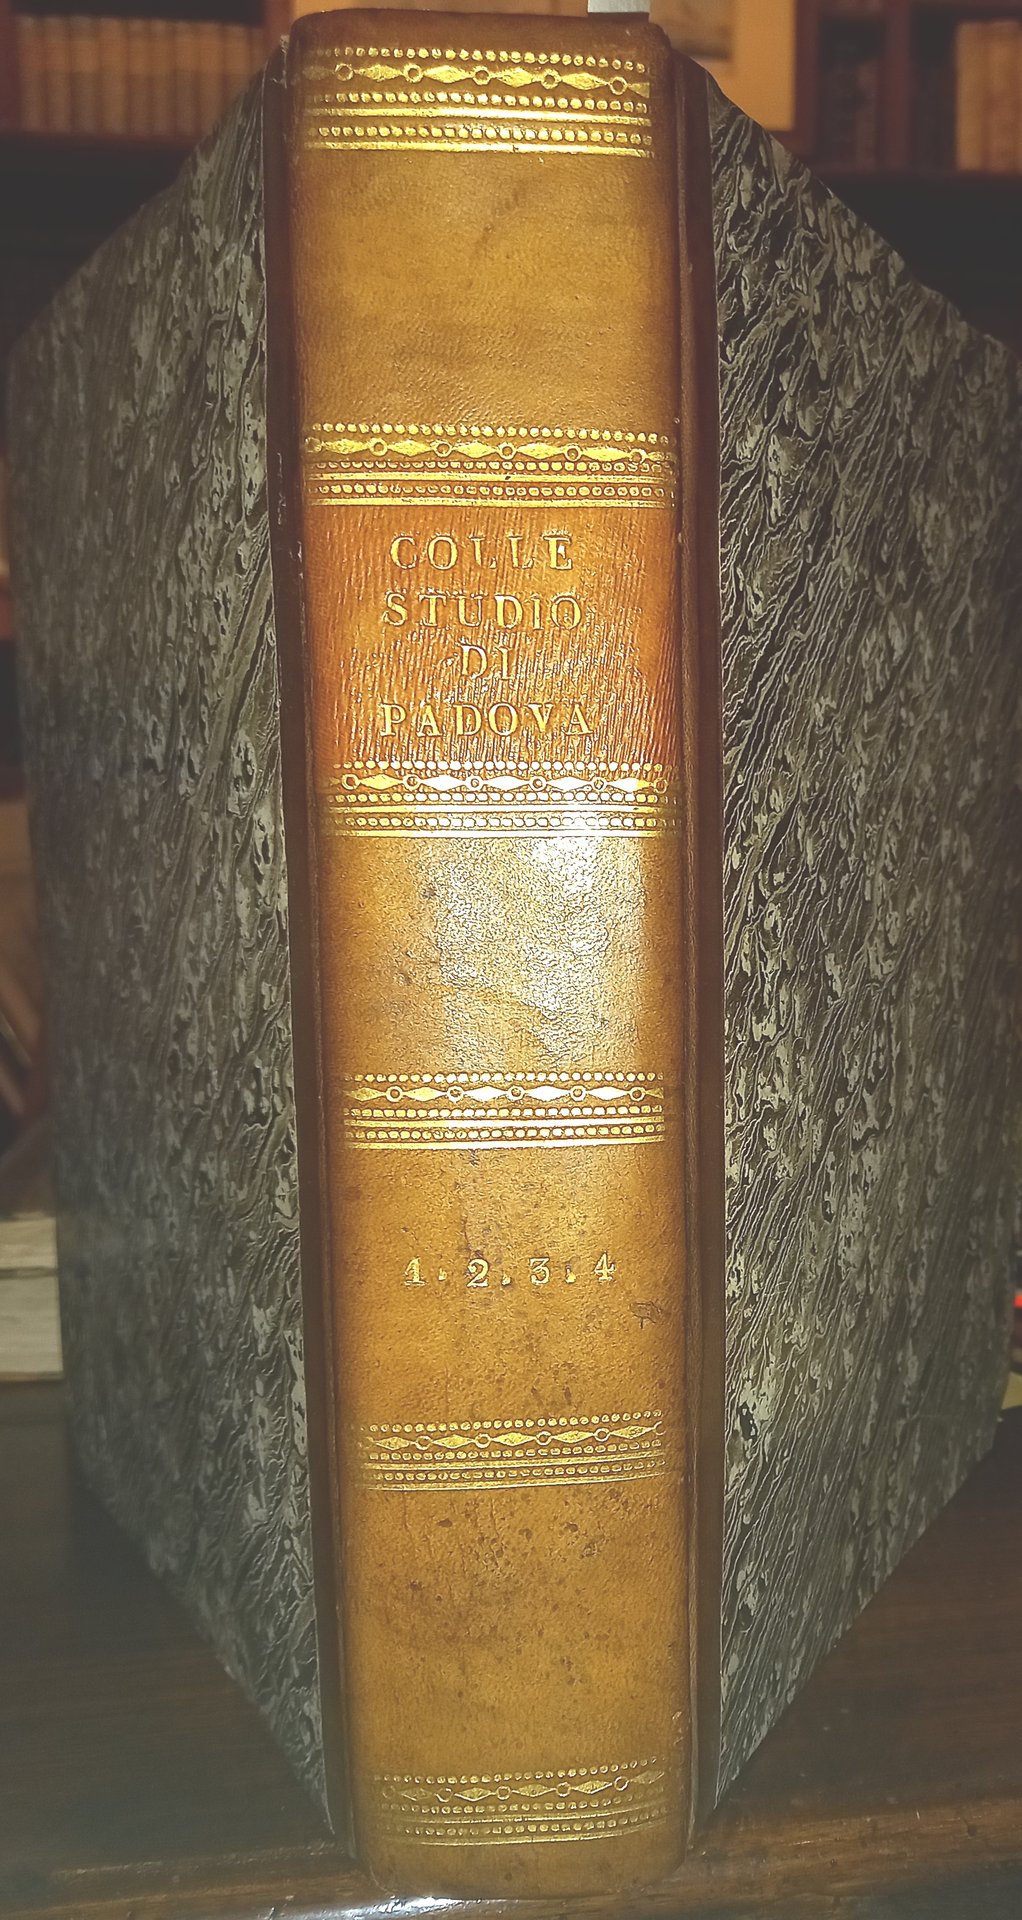 COLLE
STUDIO
DI
PADOVA
1. 2. 3. 4